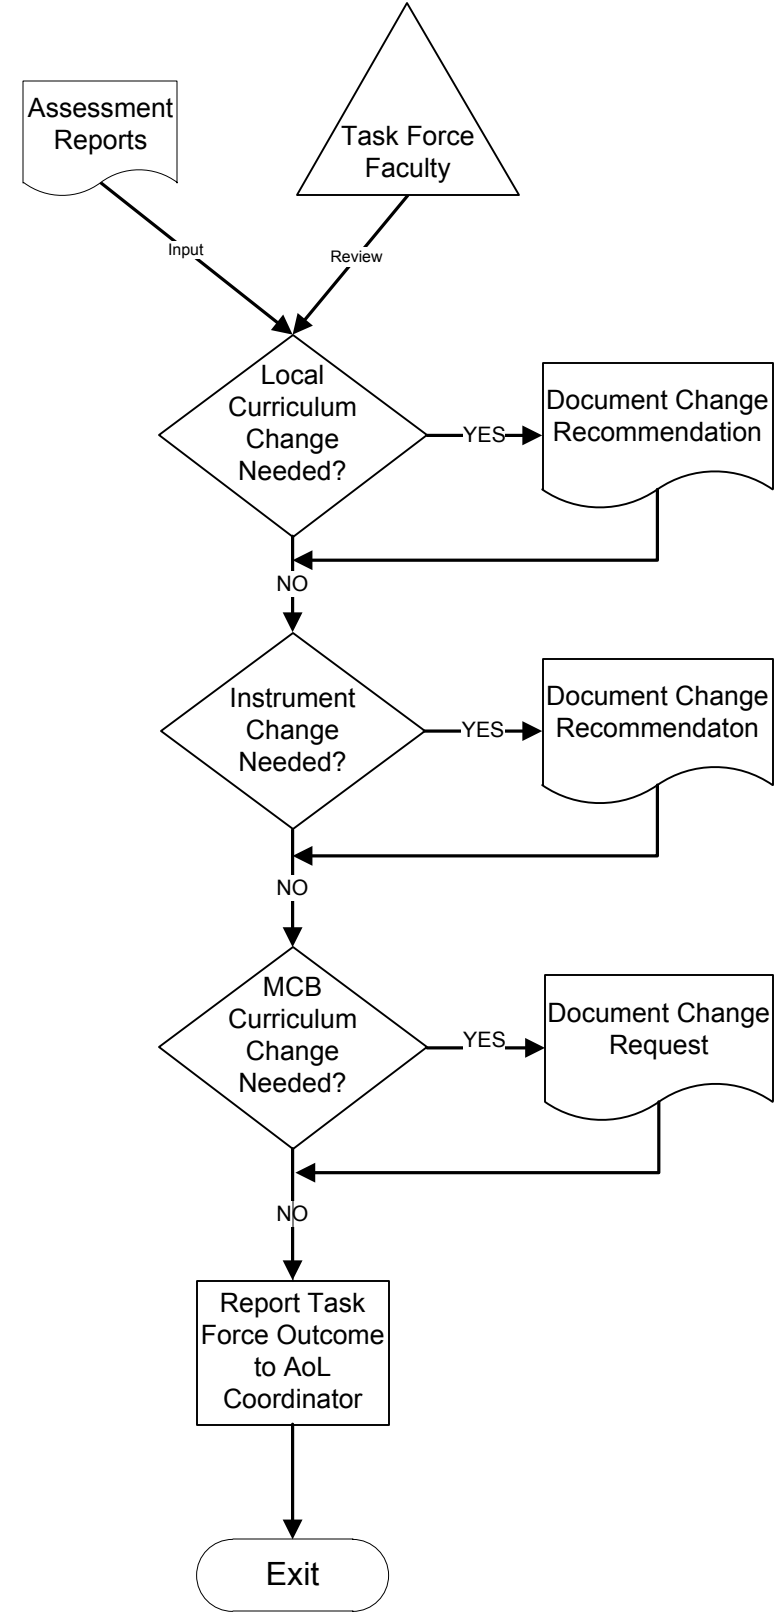 Assessment
Reports
Task Force
Faculty
Input
Review
Local
Curriculum
Change
Needed?
YES
Document Change
Recommendation
NO
Instrument
Change
Needed?
YES
Document Change
Recommendaton
NO
MCB
Curriculum
Change
Needed?
YES
Document Change
Request
NO
Report Task
Force Outcome
to AoL
Coordinator
Exit